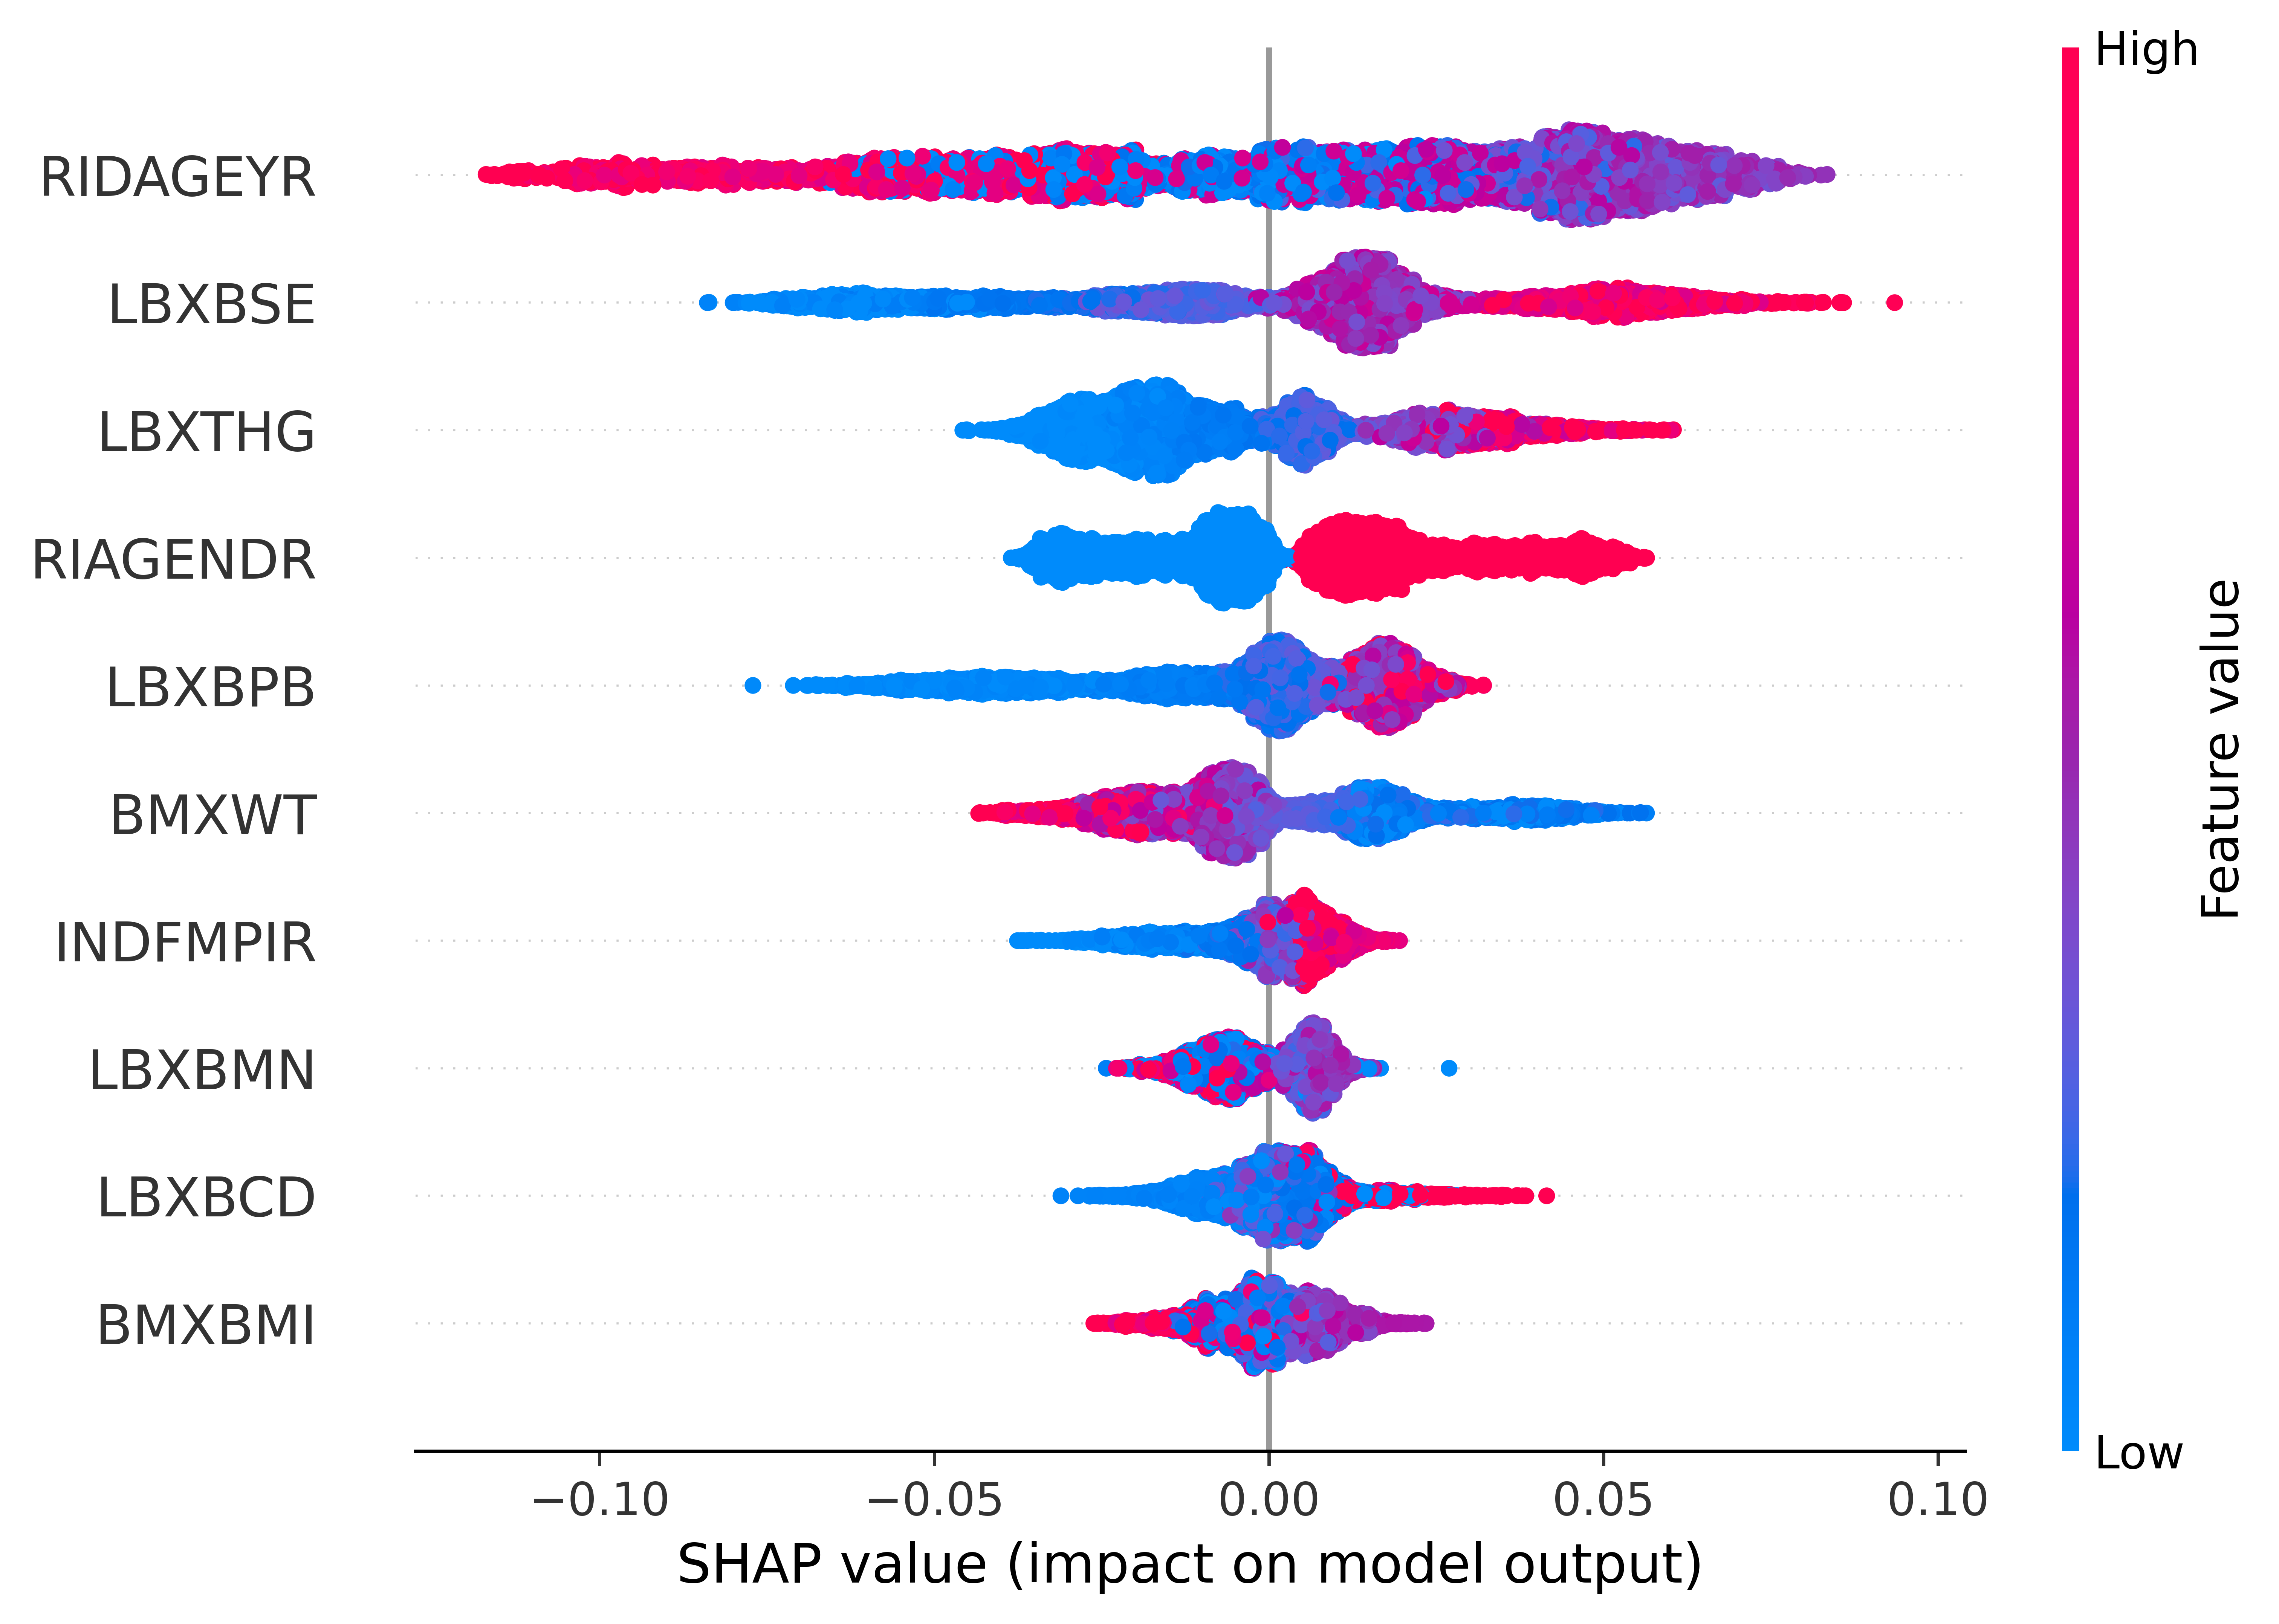 High
RIDAGEYR
LBXBSE
LBXTHG
RIAGENDR
LBXBPB
BMXWT
INDFMPIR
LBXBMN
LBXBCD
BMXBMI
Feature value
Low
−0.10 −0.05 0.00 0.05 0.10
SHAP value (impact on model output)